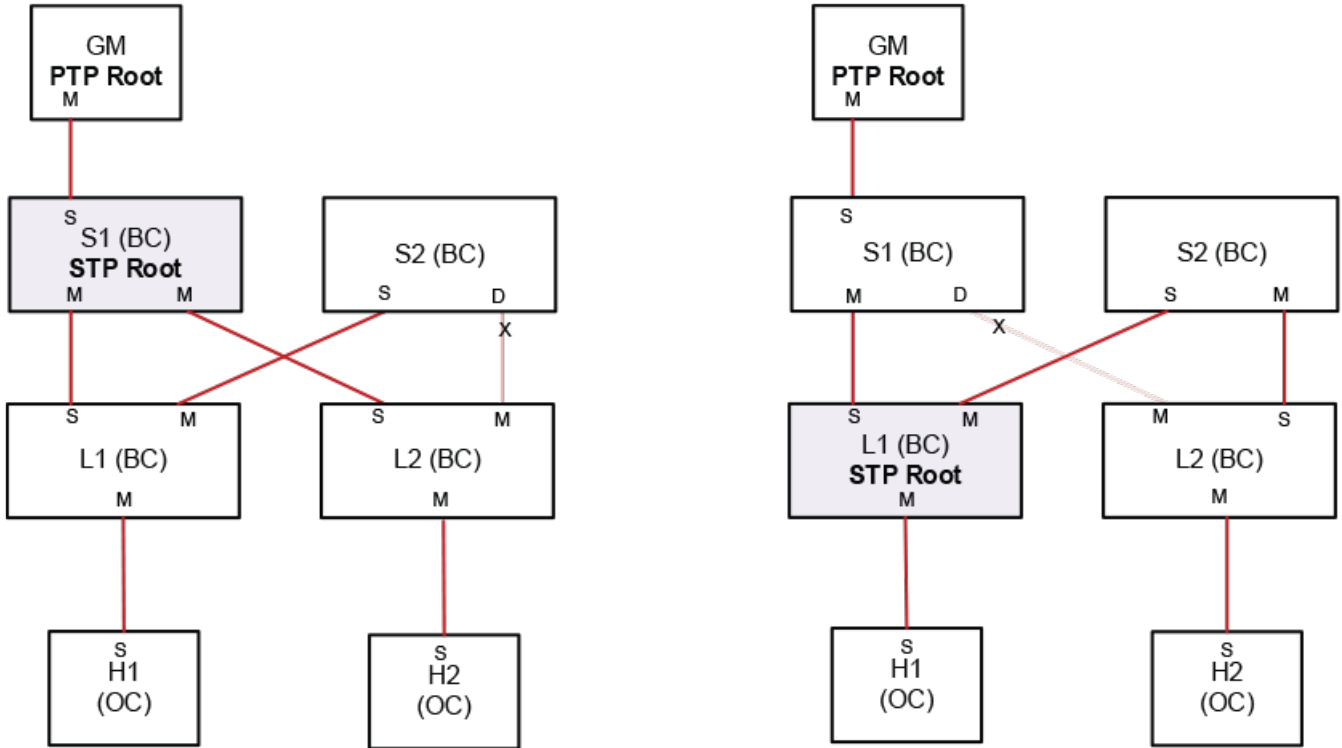 GM
PTP Root
M
S
S1 (BC)
STP Root
M M
S2 (BC)
S D
X
S M
L1 (BC)
M
S M
L2 (BC)
M
S
H1
(OC)
S
H2
(OC)
GM
PTP Root
M
S
S1 (BC)
M D
X
S2 (BC)
S M
S M
L1 (BC)
STP Root
M
M S
L2 (BC)
M
S
H1
(OC)
S
H2
(OC)